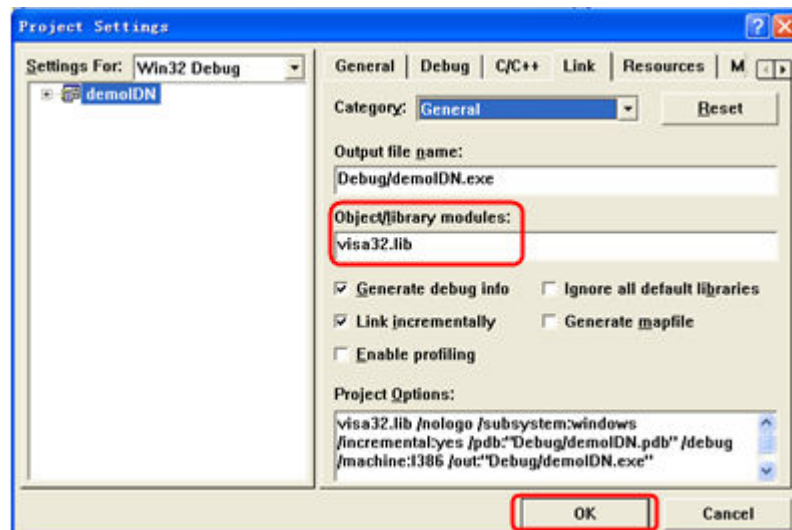 Project Settings
Settings For: Win32 Debug
demoIDN
General Debug C/C++ Link Resources M
Category: General Reset
Output file name:
Debug/demoIDN.exe
Object/library modules:
visa32.lib
Generate debug info Ignore all default libraries
Link incrementally Generate mapfile
Enable profiling
Project Options:
visa32.lib /nologo /subsystem:windows
/incremental:yes /pdb:"Debug/demoIDN.pdb" /debug
/machine:I386 /out:"Debug/demoIDN.exe"
OK Cancel